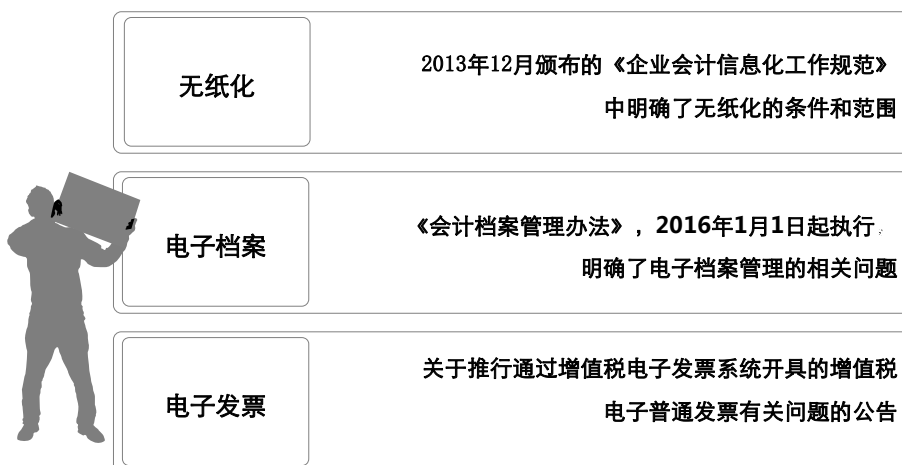 无纸化
2013年12月颁布的《企业会计信息化工作规范》
中明确了无纸化的条件和范围
电子档案
《会计档案管理办法》，2016年1月1日起执行，
明确了电子档案管理的相关问题
电子发票
关于推行通过增值税电子发票系统开具的增值税
电子普通发票有关问题的公告